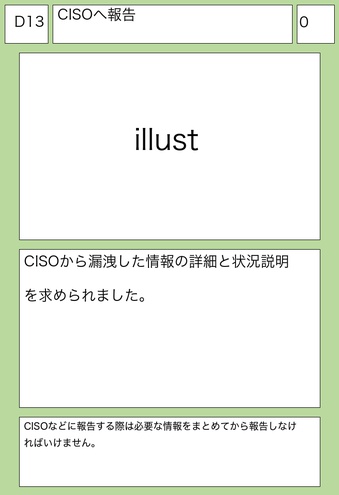 D13
CISOへ報告
0
illust
CISOから漏洩した情報の詳細と状況説明
を求められました。
CISOなどに報告する際は必要な情報をまとめてから報告しなけ
ればいけません。